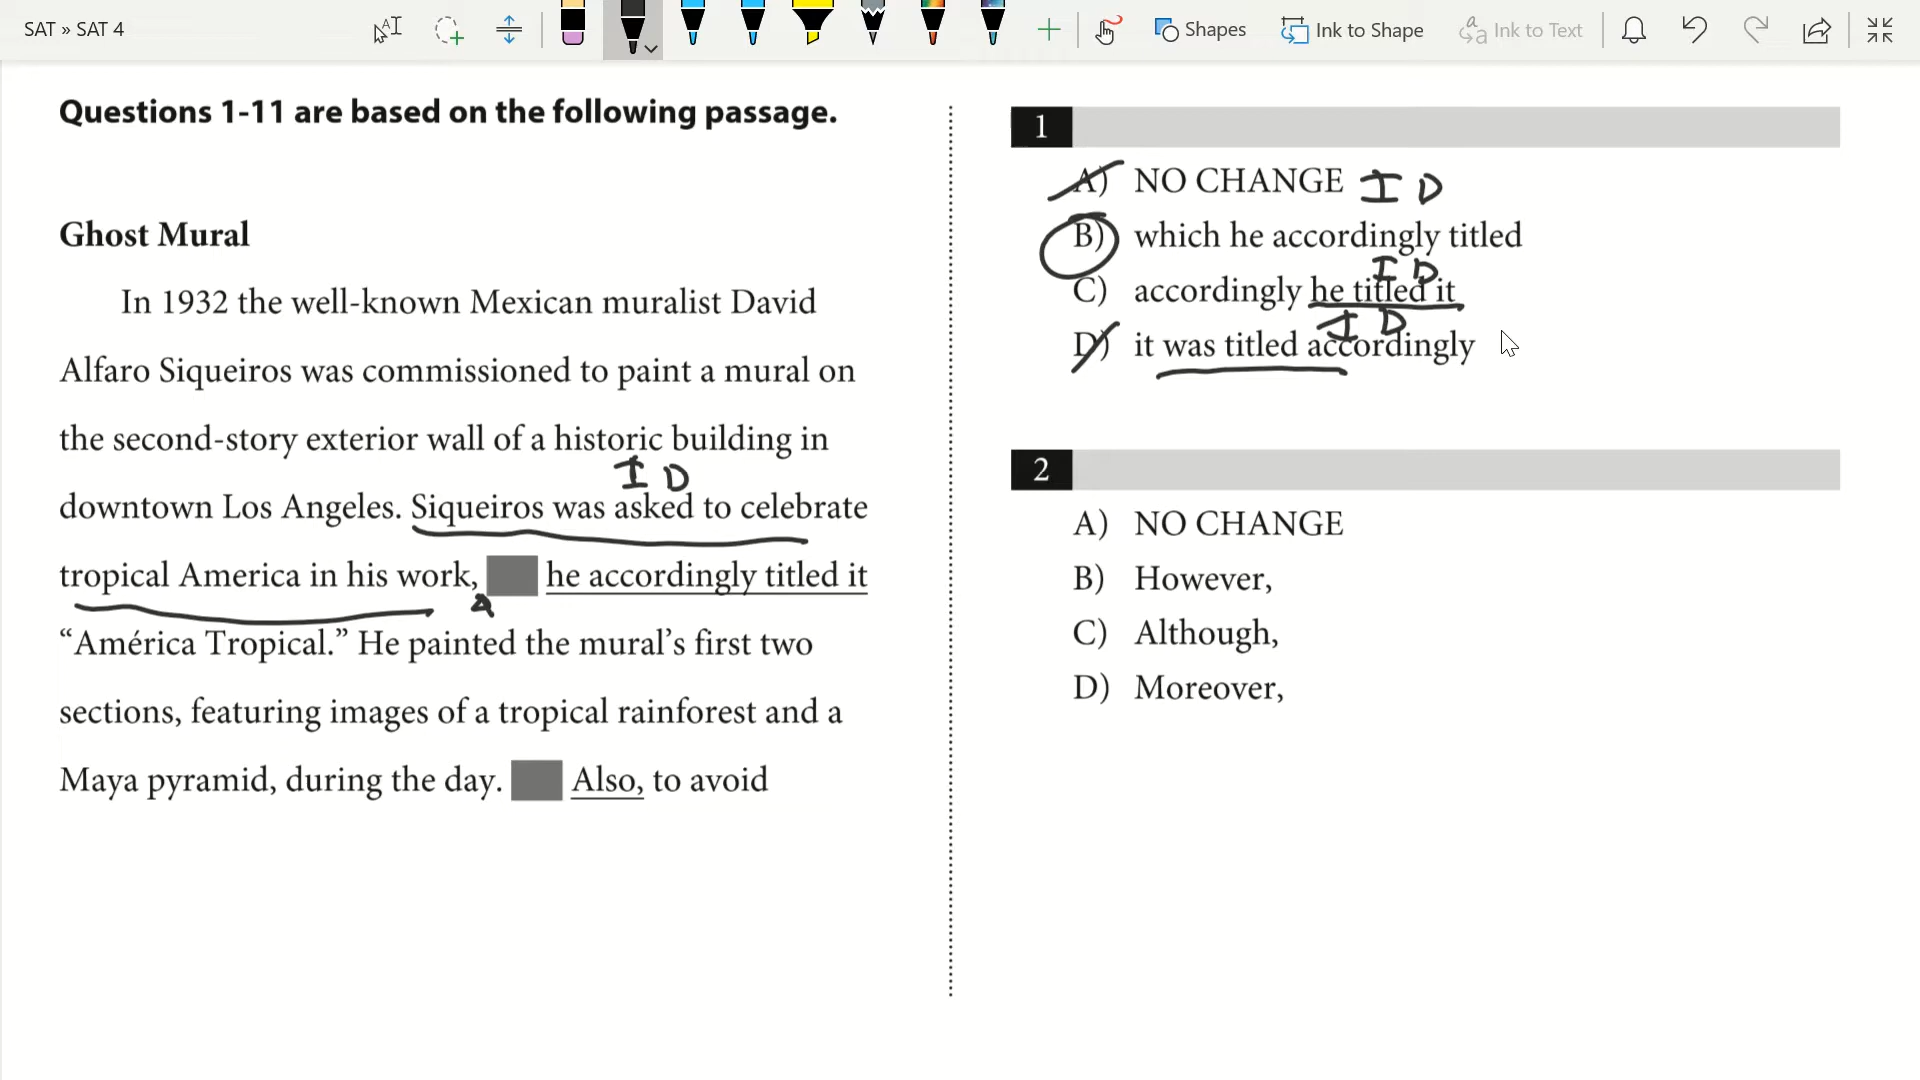 SAT » SAT 4
Shapes
Ink to Shape
Ink to Text
Questions 1-11 are based on the following passage.
Ghost Mural
In 1932 the well-known Mexican muralist David
Alfaro Siqueiros was commissioned to paint a mural on
the second-story exterior wall of a historic building in
I D
downtown Los Angeles. Siqueiros was asked to celebrate
tropical America in his work, he accordingly titled it
“América Tropical.” He painted the mural’s first two
sections, featuring images of a tropical rainforest and a
Maya pyramid, during the day. Also, to avoid
1
A) NO CHANGE I D
B) which he accordingly titled
I D
C) accordingly he titled it
I D
D) it was titled accordingly
2
A) NO CHANGE
B) However,
C) Although,
D) Moreover,